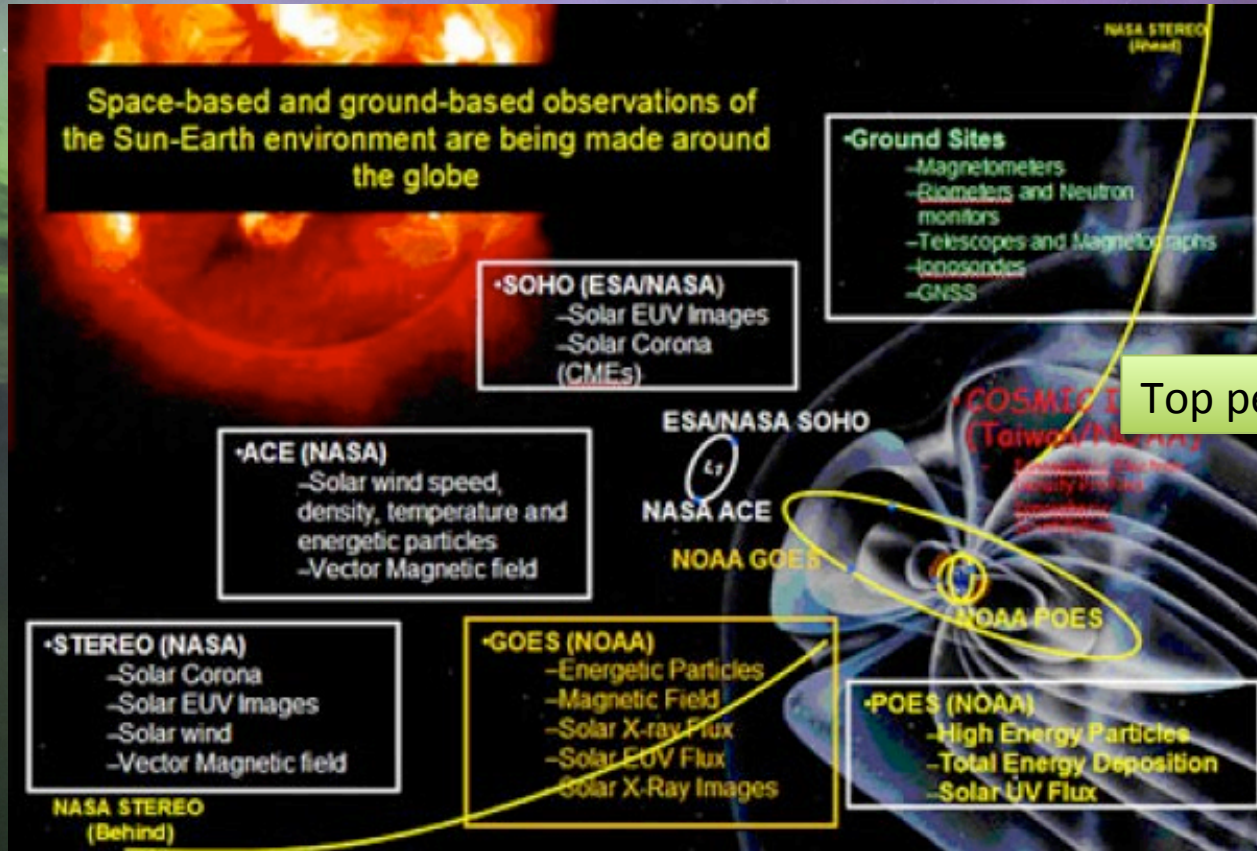 NASA STEREO
(Ahead)
Space-based and ground-based observations of
the Sun-Earth environment are being made around
the globe
•Ground Sites
–Magnetometers
–Riometers and Neutron
monitors
–Telescopes and Magnetographs
–Ionosondes
–GNSS
•SOHO (ESA/NASA)
–Solar EUV Images
–Solar Corona
(CMEs)
COSMIC
(Taiwan/NOAA)
Top pe
ESA/NASA SOHO
L1
NASA ACE
NOAA GOES
NOAA POES
•ACE (NASA)
–Solar wind speed,
density, temperature and
energetic particles
–Vector Magnetic field
•STEREO (NASA)
–Solar Corona
–Solar EUV Images
–Solar wind
–Vector Magnetic field
•GOES (NOAA)
–Energetic Particles
–Magnetic Field
–Solar X-ray Flux
–Solar EUV Flux
–Solar X-Ray Images
•POES (NOAA)
–High Energy Particles
–Total Energy Deposition
–Solar UV Flux
NASA STEREO
(Behind)